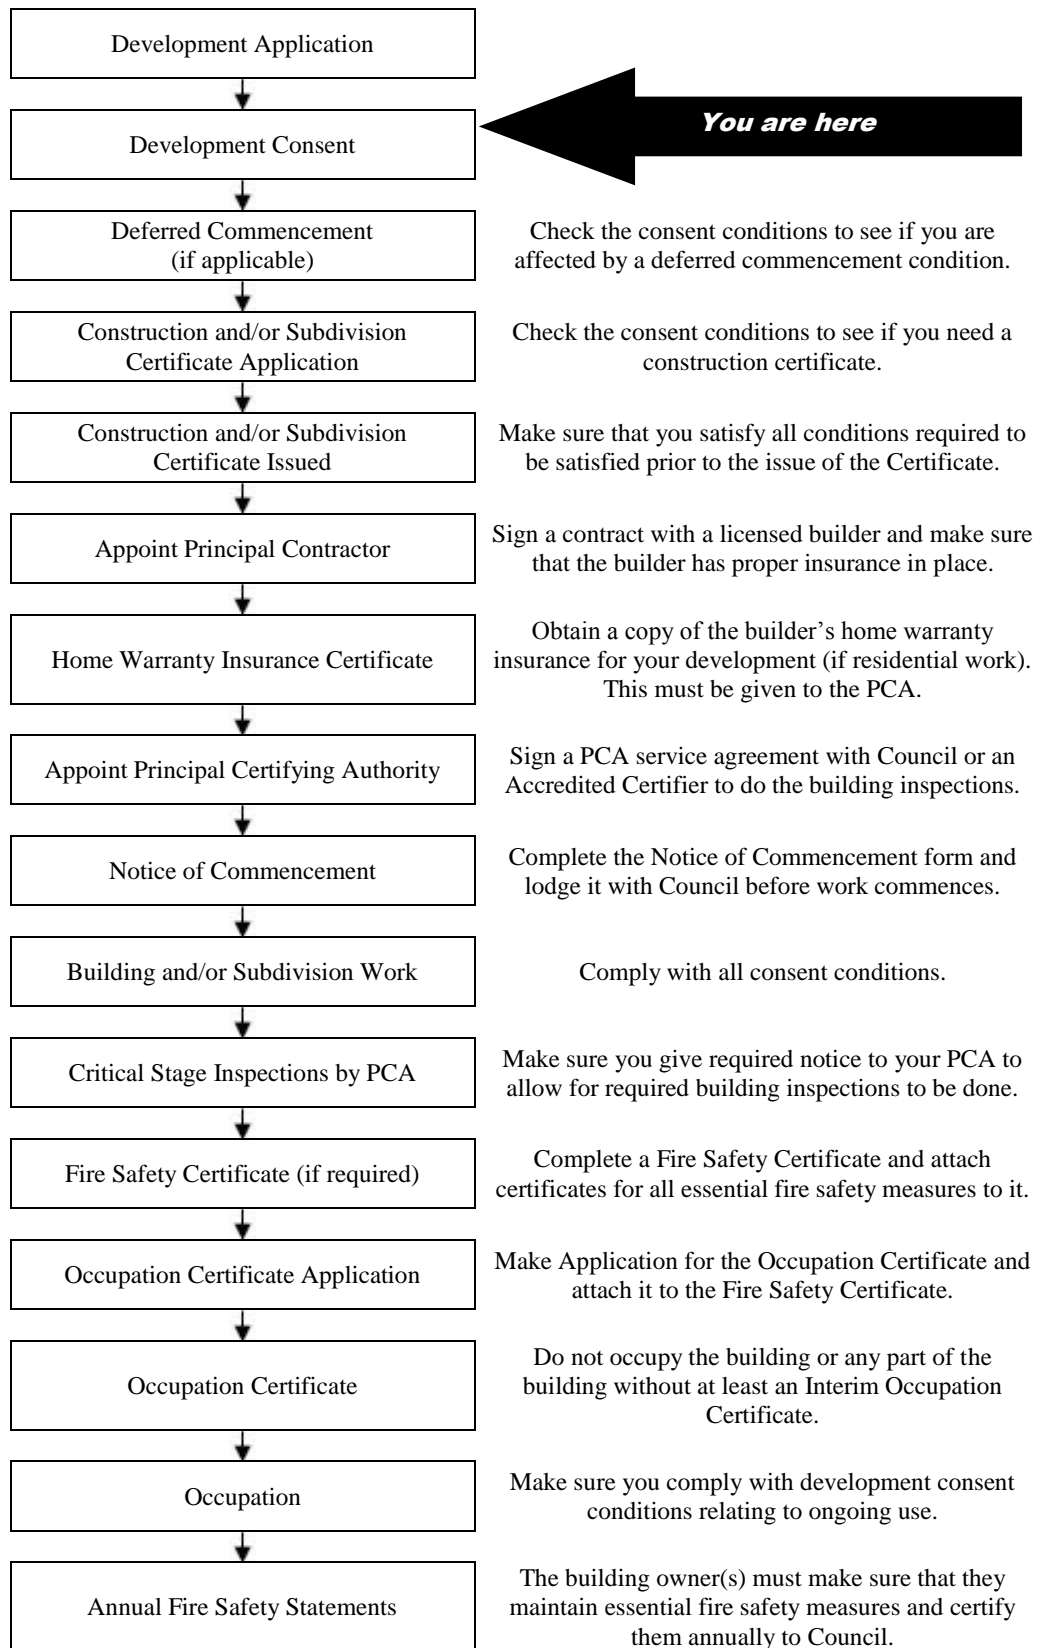 Development Application
You are here
Development Consent
Deferred Commencement
(if applicable)
Check the consent conditions to see if you are
affected by a deferred commencement condition.
Construction and/or Subdivision
Certificate Application
Check the consent conditions to see if you need a
construction certificate.
Construction and/or Subdivision
Certificate Issued
Make sure that you satisfy all conditions required to
be satisfied prior to the issue of the Certificate.
Appoint Principal Contractor
Sign a contract with a licensed builder and make sure
that the builder has proper insurance in place.
Home Warranty Insurance Certificate
Obtain a copy of the builder’s home warranty
insurance for your development (if residential work).
This must be given to the PCA.
Appoint Principal Certifying Authority
Sign a PCA service agreement with Council or an
Accredited Certifier to do the building inspections.
Notice of Commencement
Complete the Notice of Commencement form and
lodge it with Council before work commences.
Building and/or Subdivision Work
Comply with all consent conditions.
Critical Stage Inspections by PCA
Make sure you give required notice to your PCA to
allow for required building inspections to be done.
Fire Safety Certificate (if required)
Complete a Fire Safety Certificate and attach
certificates for all essential fire safety measures to it.
Occupation Certificate Application
Make Application for the Occupation Certificate and
attach it to the Fire Safety Certificate.
Occupation Certificate
Do not occupy the building or any part of the
building without at least an Interim Occupation
Certificate.
Occupation
Make sure you comply with development consent
conditions relating to ongoing use.
Annual Fire Safety Statements
The building owner(s) must make sure that they
maintain essential fire safety measures and certify
them annually to Council.